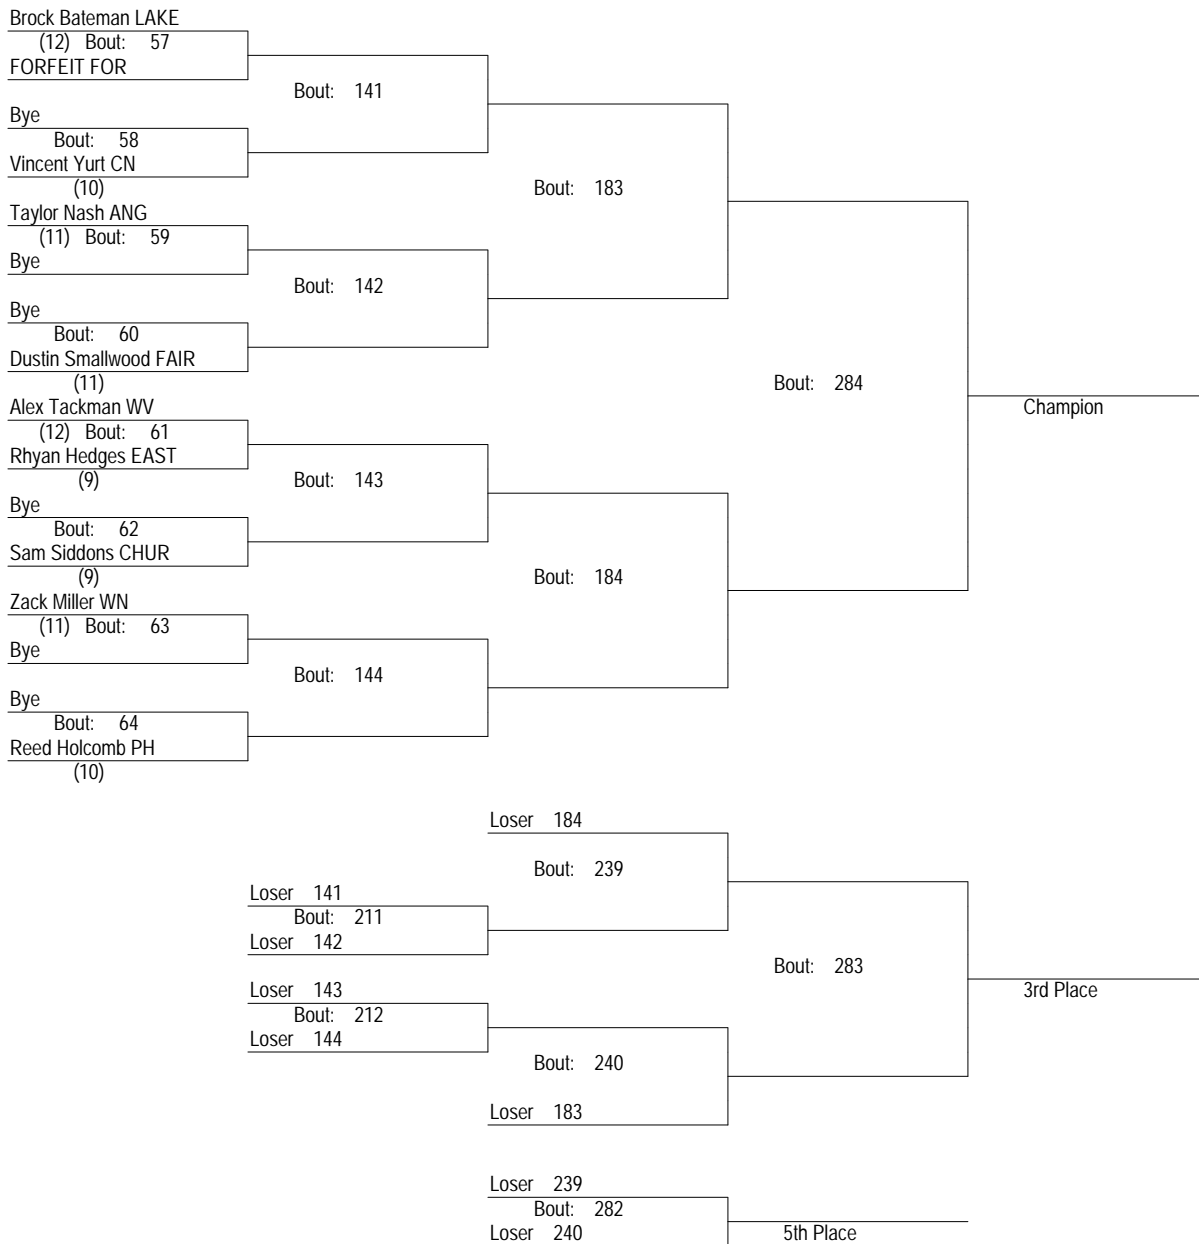 Brock Bateman LAKE
(12) Bout: 57
FORFEIT FOR
Bout: 141
Bye
Bout: 58
Vincent Yurt CN
(10)
Bout: 183
Taylor Nash ANG
(11) Bout: 59
Bye
Bout: 142
Bye
Bout: 60
Dustin Smallwood FAIR
(11)
Bout: 284
Champion
Alex Tackman WV
(12) Bout: 61
Rhyan Hedges EAST
(9)
Bout: 143
Bye
Bout: 62
Sam Siddons CHUR
(9)
Bout: 184
Zack Miller WN
(11) Bout: 63
Bye
Bout: 144
Bye
Bout: 64
Reed Holcomb PH
(10)
Loser 184
Bout: 239
Loser 141
Bout: 211
Loser 142
Bout: 283
3rd Place
Loser 143
Bout: 212
Loser 144
Bout: 240
Loser 183
Loser 239
Bout: 282
Loser 240
5th Place